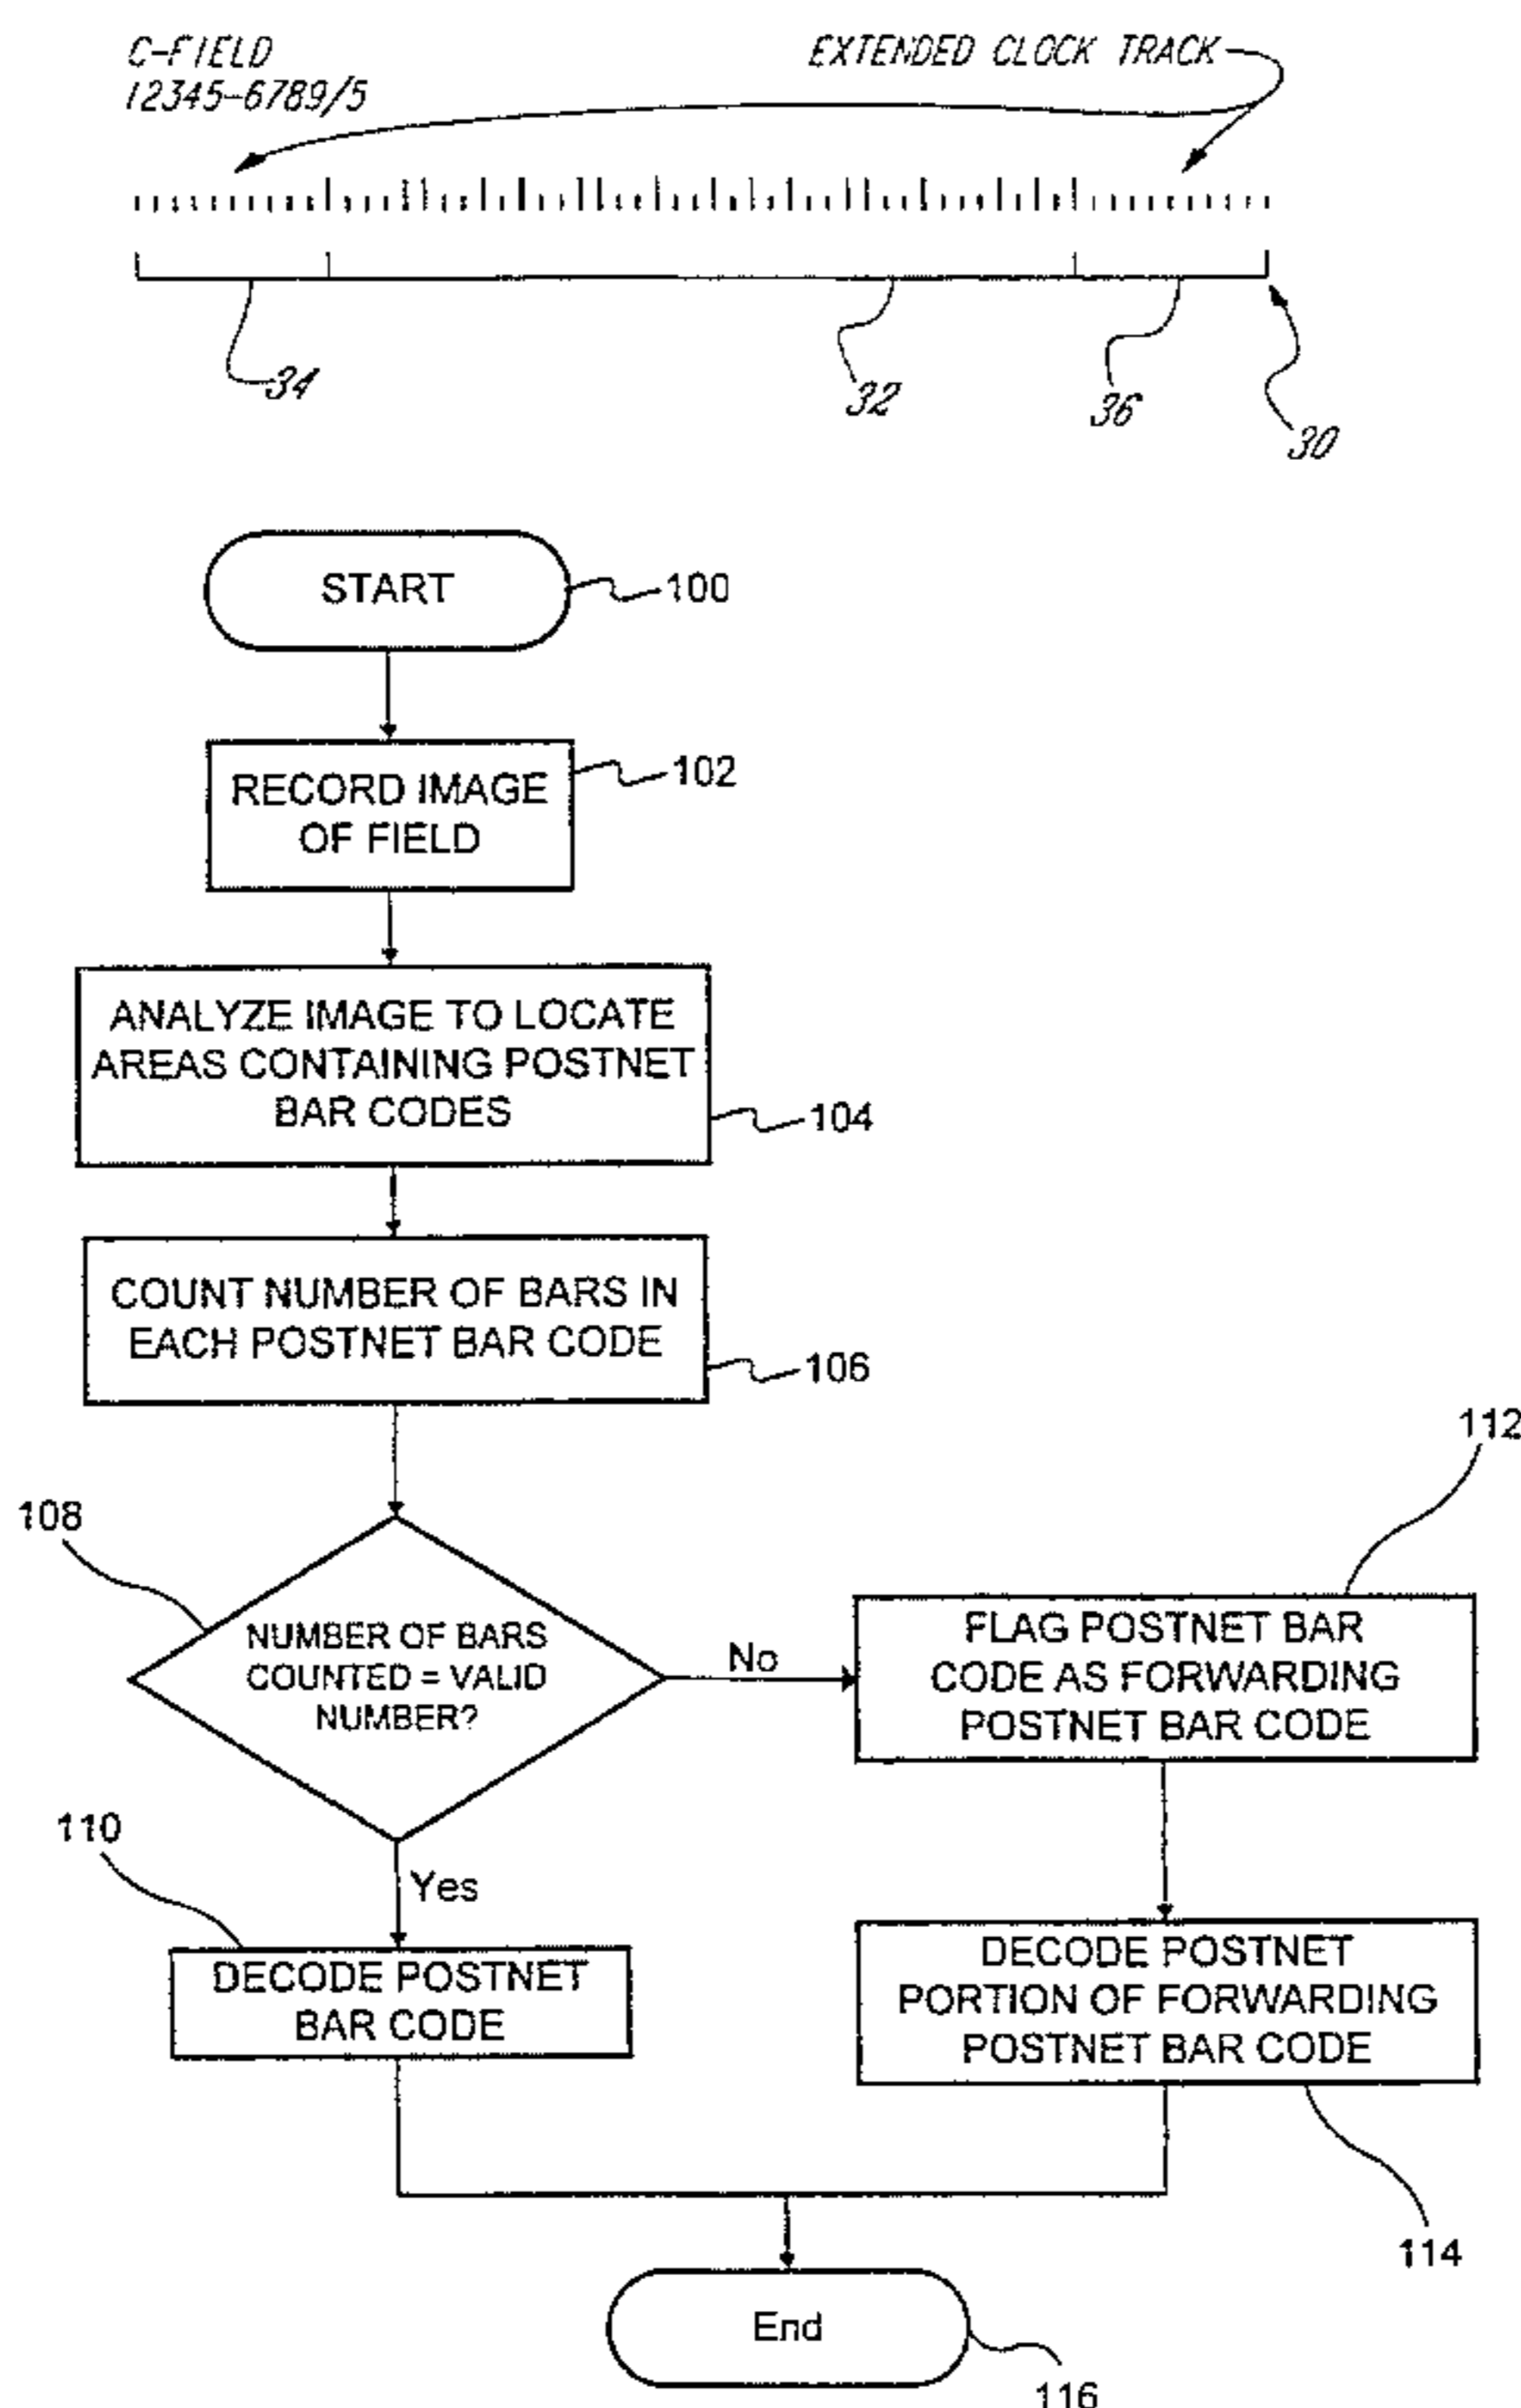 C-FIELD
12345-6789/5
EXTENDED CLOCK TRACK
34
32
36
30
START
100
RECORD IMAGE
OF FIELD
102
ANALYZE IMAGE TO LOCATE
AREAS CONTAINING POSTNET
BAR CODES
104
COUNT NUMBER OF BARS IN
EACH POSTNET BAR CODE
106
108
NUMBER OF BARS
COUNTED = VALID
NUMBER?
No
112
FLAG POSTNET BAR
CODE AS FORWARDING
POSTNET BAR CODE
Yes
110
DECODE POSTNET
BAR CODE
DECODE POSTNET
PORTION OF FORWARDING
POSTNET BAR CODE
114
End
116